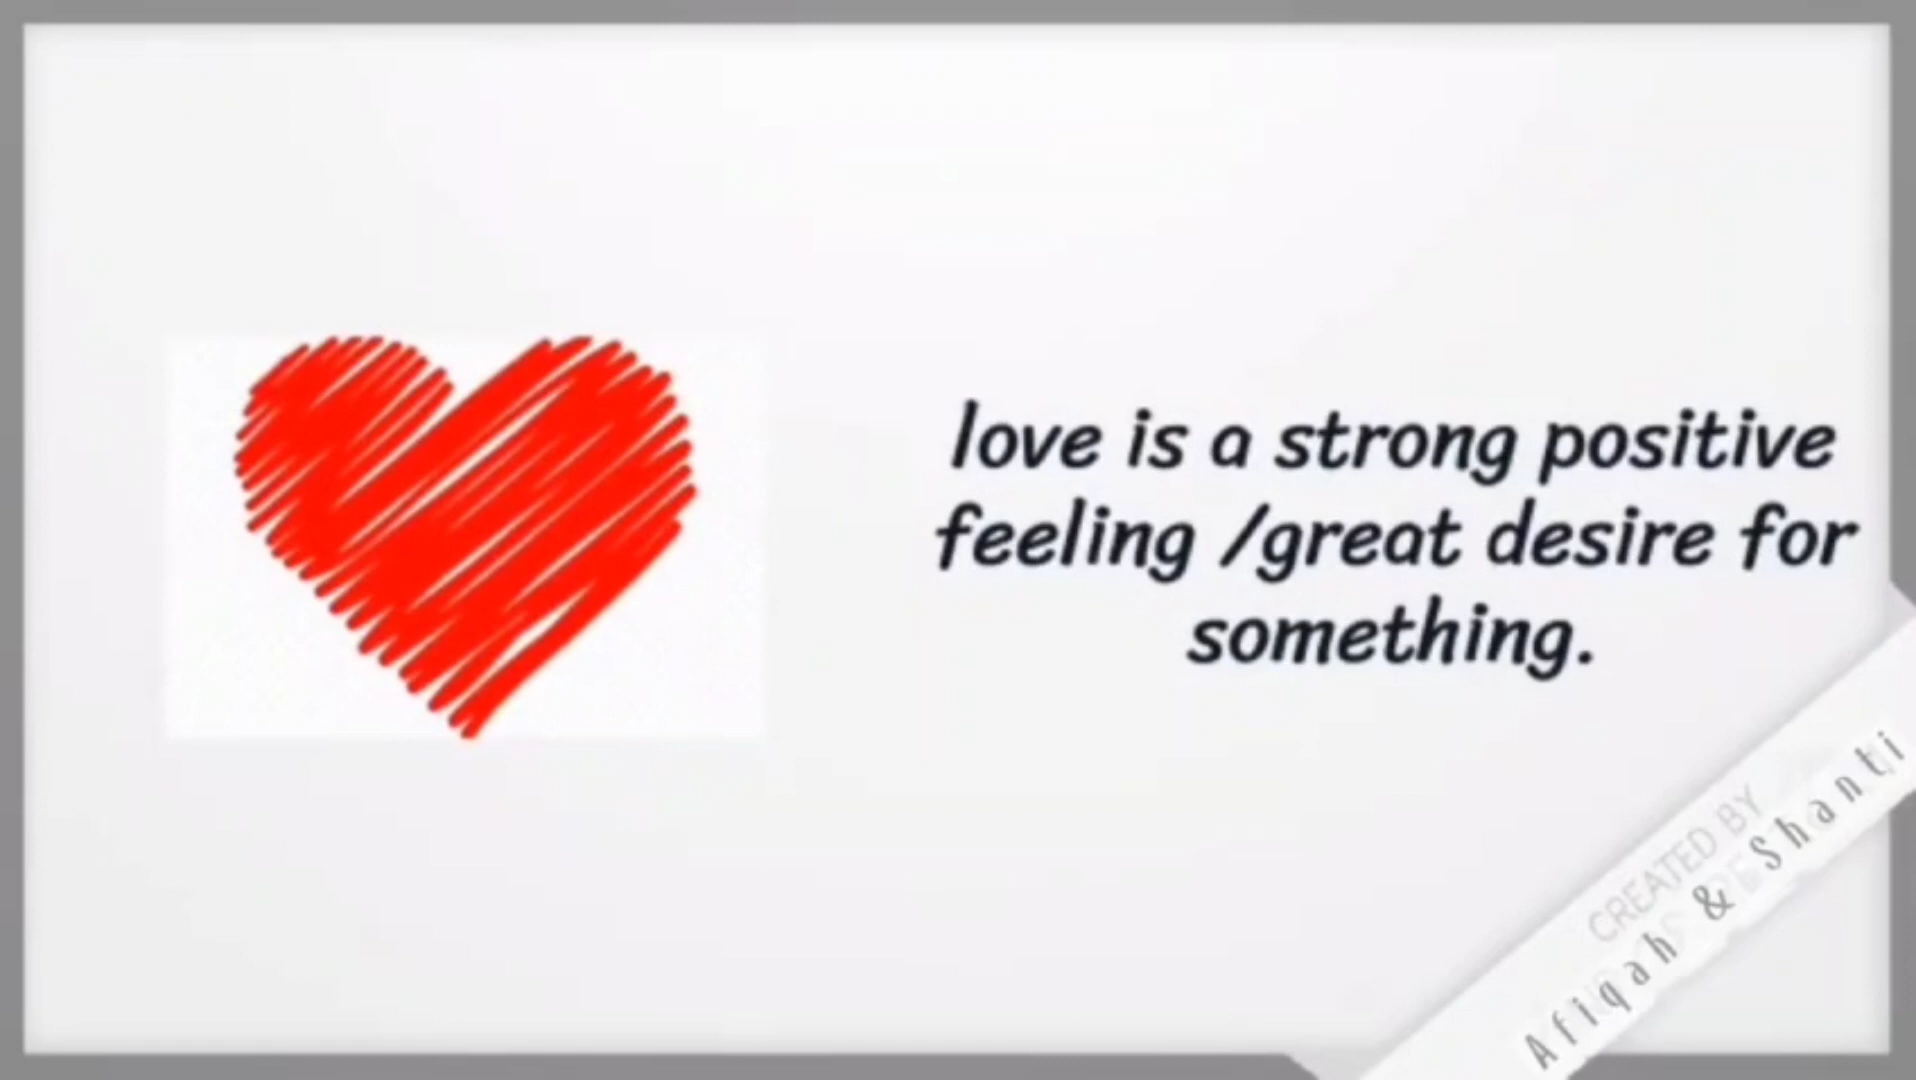 love is a strong positive
feeling /great desire for
something.
CREATED BY
Afiqah & Shanti